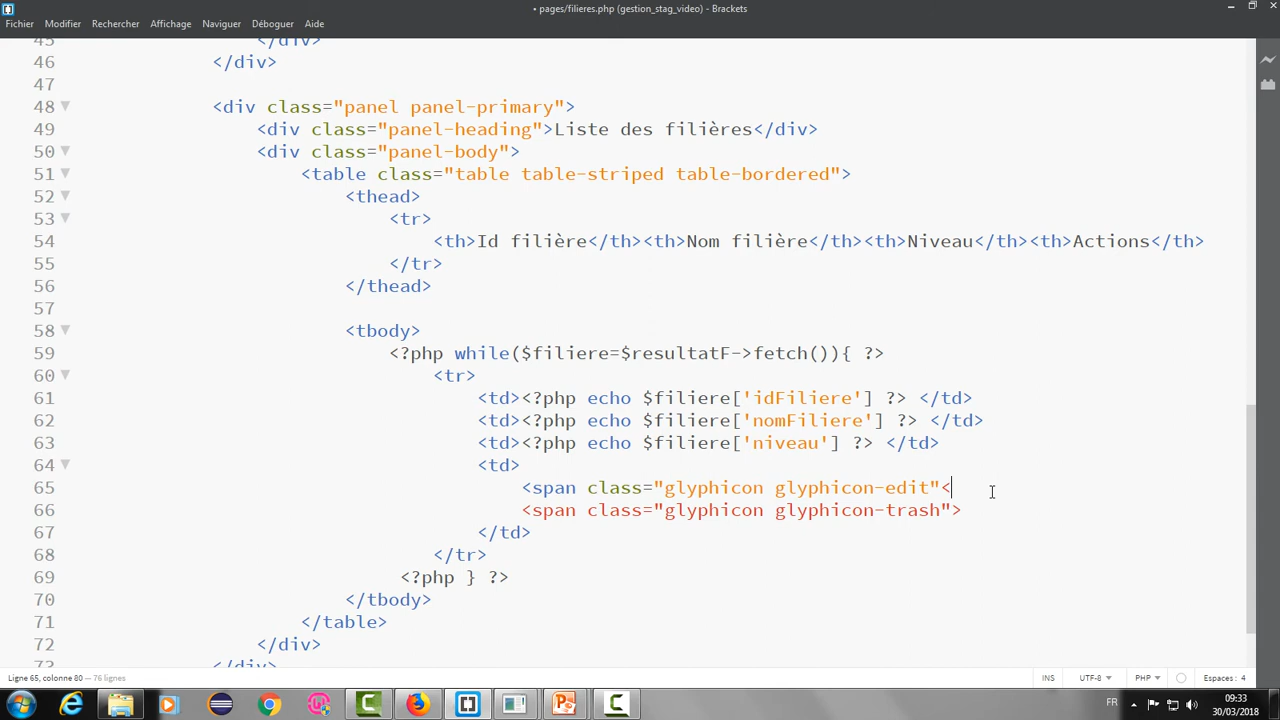 • pages/filieres.php (gestion_stag_video) - Brackets
Fichier Modifier Rechercher Affichage Naviguer Déboguer Aide
45 </div>
46 </div>
47
48 <div class="panel panel-primary">
49 <div class="panel-heading">Liste des filières</div>
50 <div class="panel-body">
51 <table class="table table-striped table-bordered">
52 <thead>
53 <tr>
54 <th>Id filière</th><th>Nom filière</th><th>Niveau</th><th>Actions</th>
55 </tr>
56 </thead>
57
58 <tbody>
59 <?php while($filiere=$resultatF->fetch()){ ?>
60 <tr>
61 <td><?php echo $filiere['idFiliere'] ?> </td>
62 <td><?php echo $filiere['nomFiliere'] ?> </td>
63 <td><?php echo $filiere['niveau'] ?> </td>
64 <td>
65 <span class="glyphicon glyphicon-edit"<
66 <span class="glyphicon glyphicon-trash">
67 </td>
68 </tr>
69 <?php } ?>
70 </tbody>
71 </table>
72 </div>
73 </div>
Ligne 65, colonne 80 — 76 lignes INS UTF-8 PHP Espaces : 4
FR 09:33
30/03/2018